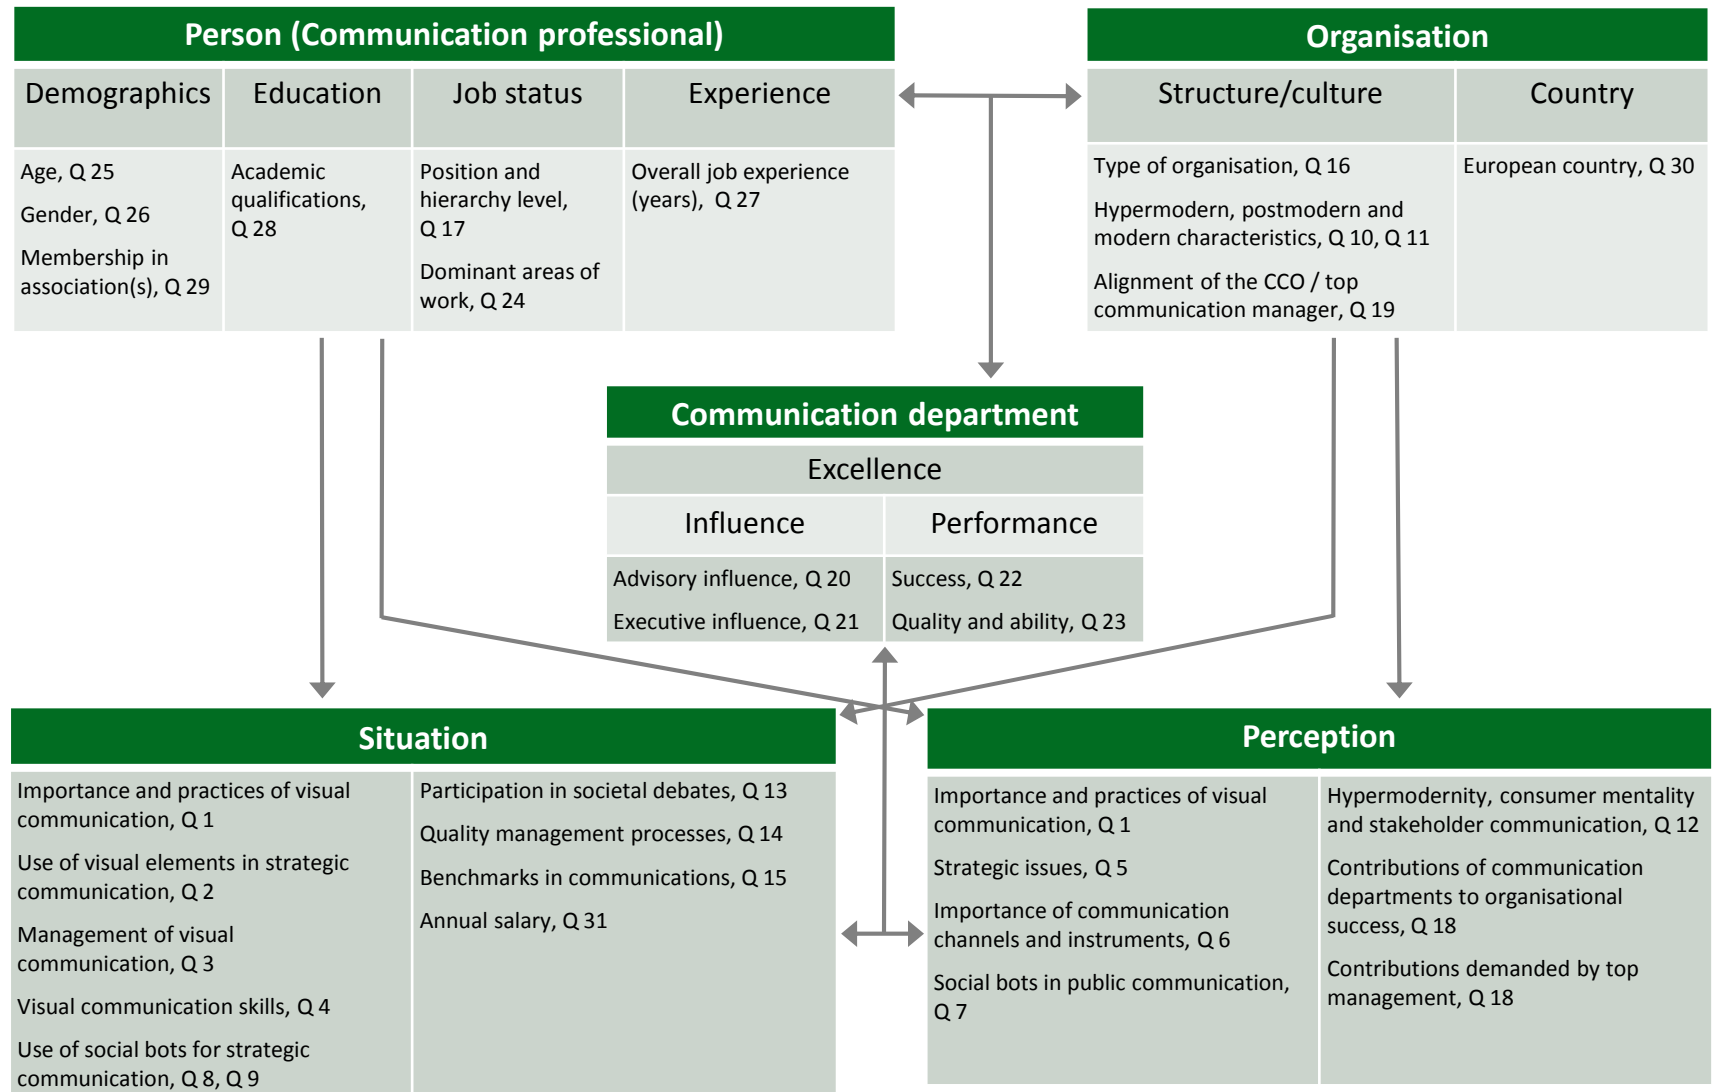 Person (Communication professional)
Demographics
Education
Job status
Experience
Age, Q 25
Gender, Q 26
Membership in
association(s), Q 29
Academic
qualifications,
Q 28
Position and
hierarchy level,
Q 17
Dominant areas of
work, Q 24
Overall job experience
(years), Q 27
Organisation
Structure/culture
Country
Type of organisation, Q 16
Hypermodern, postmodern and
modern characteristics, Q 10, Q 11
Alignment of the CCO / top
communication manager, Q 19
European country, Q 30
Communication department
Excellence
Influence
Performance
Advisory influence, Q 20
Executive influence, Q 21
Success, Q 22
Quality and ability, Q 23
Situation
Importance and practices of visual
communication, Q 1
Use of visual elements in strategic
communication, Q 2
Management of visual
communication, Q 3
Visual communication skills, Q 4
Use of social bots for strategic
communication, Q 8, Q 9
Participation in societal debates, Q 13
Quality management processes, Q 14
Benchmarks in communications, Q 15
Annual salary, Q 31
Perception
Importance and practices of visual
communication, Q 1
Strategic issues, Q 5
Importance of communication
channels and instruments, Q 6
Social bots in public communication,
Q 7
Hypermodernity, consumer mentality
and stakeholder communication, Q 12
Contributions of communication
departments to organisational
success, Q 18
Contributions demanded by top
management, Q 18